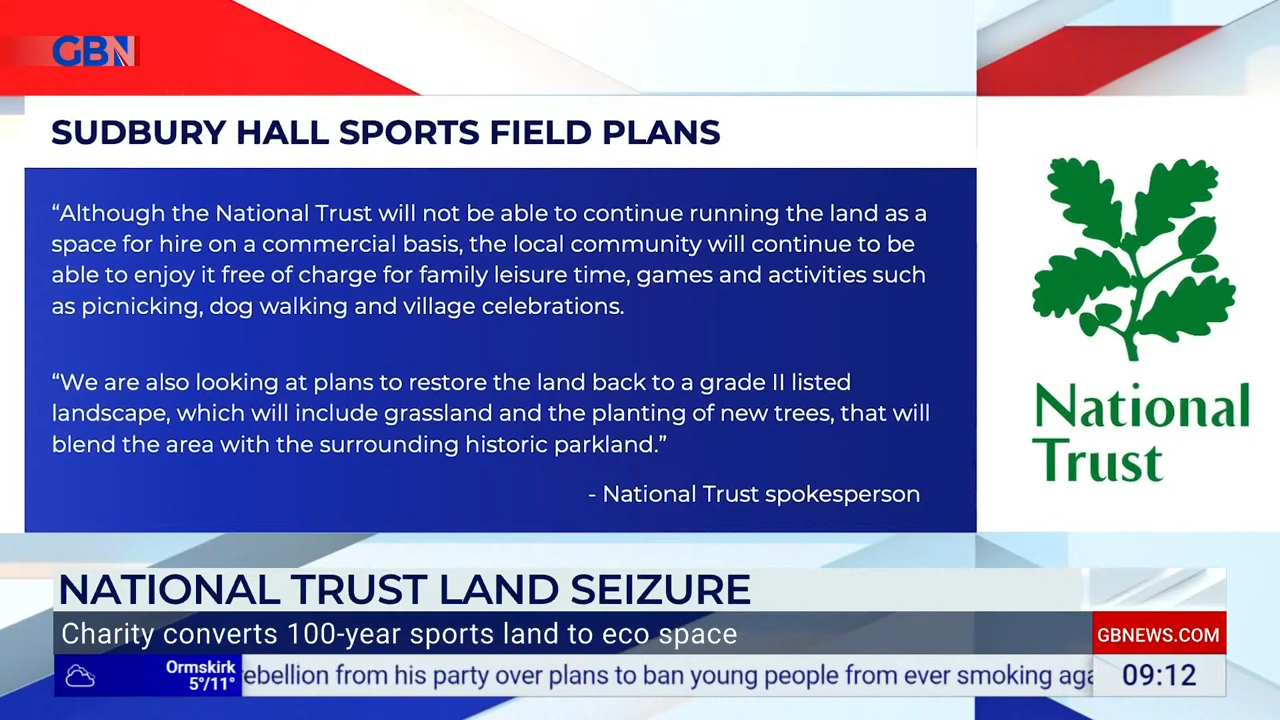 GBN
SUDBURY HALL SPORTS FIELD PLANS
“Although the National Trust will not be able to continue running the land as a
space for hire on a commercial basis, the local community will continue to be
able to enjoy it free of charge for family leisure time, games and activities such
as picnicking, dog walking and village celebrations.
“We are also looking at plans to restore the land back to a grade II listed
landscape, which will include grassland and the planting of new trees, that will
blend the area with the surrounding historic parkland.”
- National Trust spokesperson
National
Trust
NATIONAL TRUST LAND SEIZURE
Charity converts 100-year sports land to eco space
GBNEWS.COM
Ormskirk
5°/11°
ebellion from his party over plans to ban young people from ever smoking aga
09:12